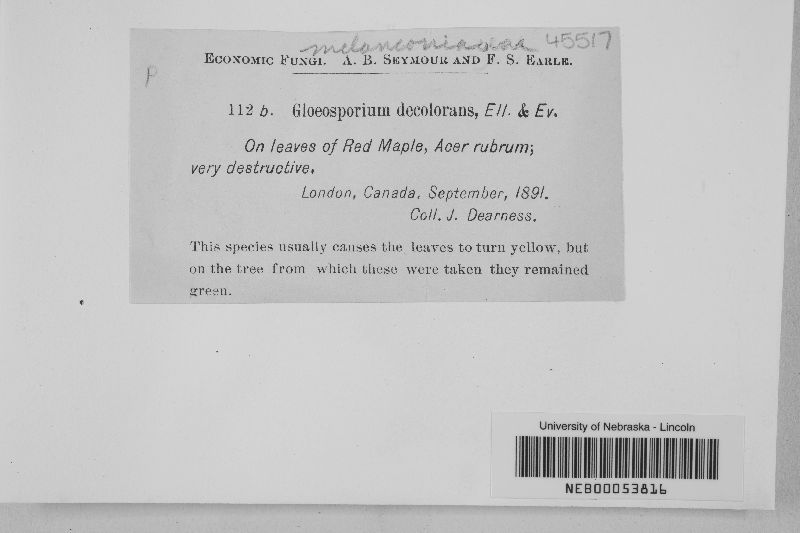 melanconiaceae 45517
P
ECONOMIC FUNGI. A. B. SEYMOUR AND F. S. EARLE.
112 b. Gloeosporium decolorans, Ell. & Ev.
On leaves of Red Maple, Acer rubrum;
very destructive.
London, Canada, September, 1891.
Coll. J. Dearness.
This species usually causes the leaves to turn yellow, but
on the tree from which these were taken they remained
green.
University of Nebraska - Lincoln
NEB00053816